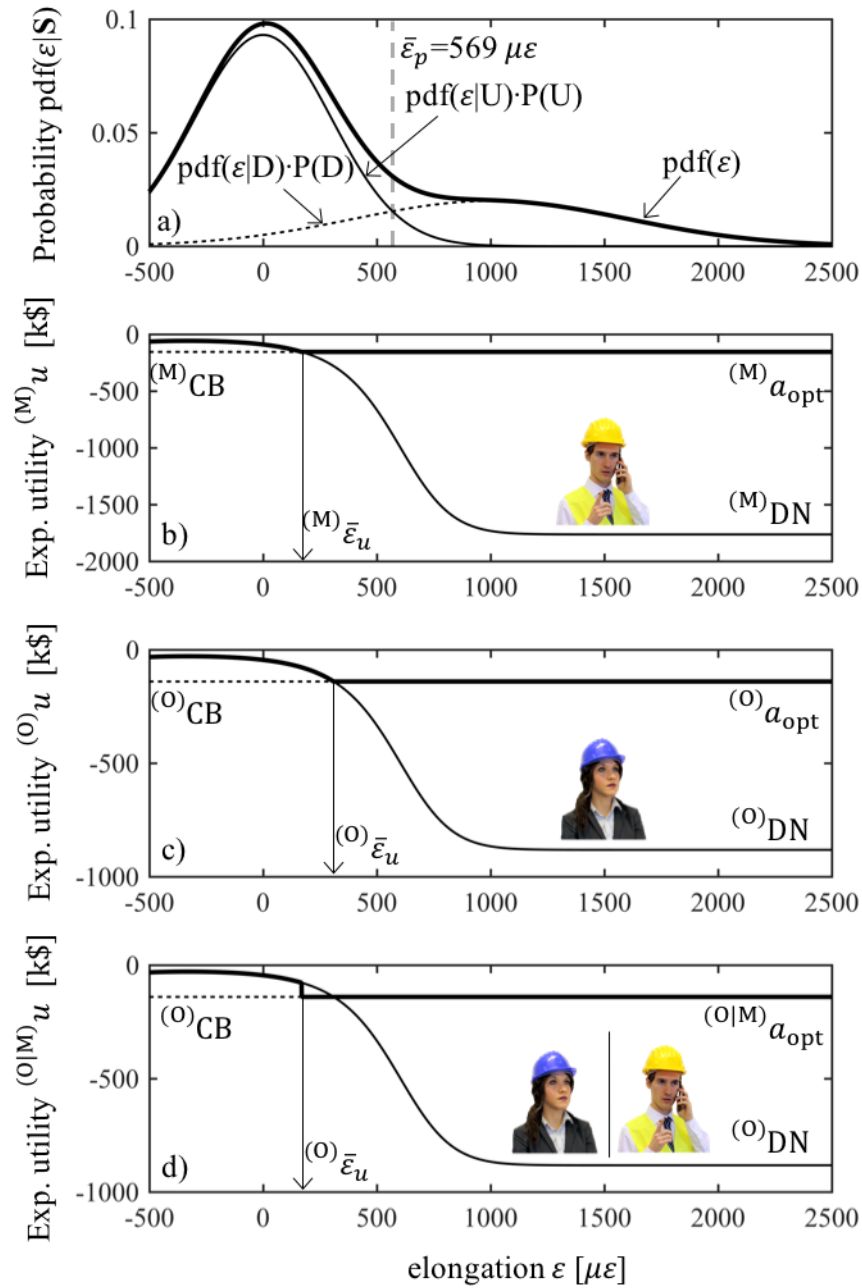 Probability pdf(ε|S)
0.1
0.05
0
ε̄ₚ=569 με
pdf(ε|U)·P(U)
pdf(ε|D)·P(D)
pdf(ε)
a)
-500 0 500 1000 1500 2000 2500
Exp. utility ⁽ᴹ⁾u [k$]
0
-500
-1000
-1500
-2000
⁽ᴹ⁾CB
⁽ᴹ⁾a_opt
⁽ᴹ⁾DN
⁽ᴹ⁾ε̄ᵤ
b)
-500 0 500 1000 1500 2000 2500
Exp. utility ⁽ᴼ⁾u [k$]
0
-500
-1000
⁽ᴼ⁾CB
⁽ᴼ⁾a_opt
⁽ᴼ⁾DN
⁽ᴼ⁾ε̄ᵤ
c)
-500 0 500 1000 1500 2000 2500
Exp. utility ⁽ᴼ|ᴹ⁾u [k$]
0
-500
-1000
⁽ᴼ⁾CB
⁽ᴼ|ᴹ⁾a_opt
⁽ᴼ⁾DN
⁽ᴼ⁾ε̄ᵤ
d)
-500 0 500 1000 1500 2000 2500
elongation ε [με]